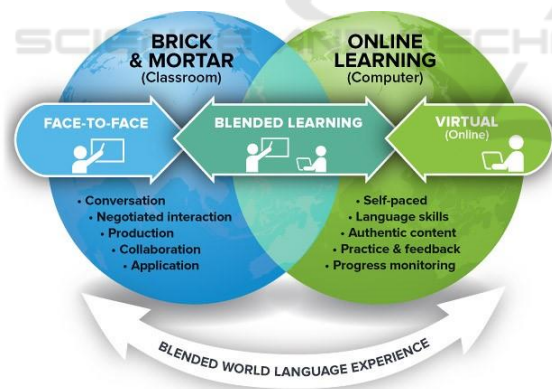 BRICK
& MORTAR
(Classroom)
ONLINE
LEARNING
(Computer)
FACE-TO-FACE
BLENDED LEARNING
VIRTUAL
(Online)
• Conversation
• Negotiated interaction
• Production
• Collaboration
• Application
• Self-paced
• Language skills
• Authentic content
• Practice & feedback
• Progress monitoring
BLENDED WORLD LANGUAGE EXPERIENCE